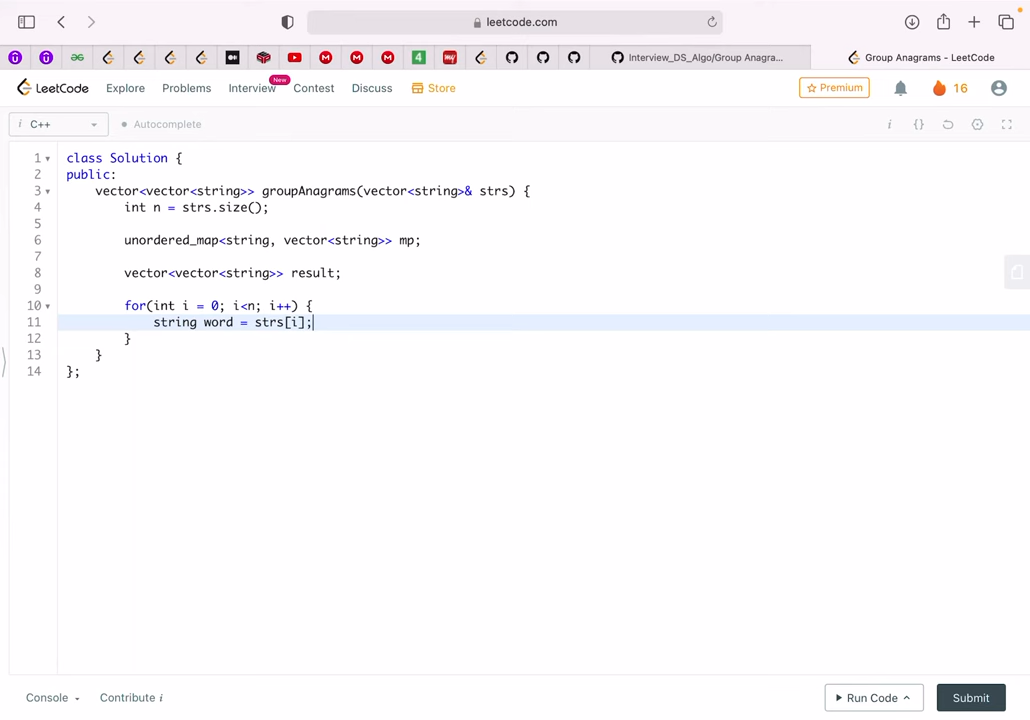 leetcode.com
Interview_DS_Algo/Group Anagra...
Group Anagrams - LeetCode
LeetCode Explore Problems Interview New Contest Discuss Store Premium 16
i C++ Autocomplete i {}
1 class Solution {
2 public:
3 vector<vector<string>> groupAnagrams(vector<string>& strs) {
4 int n = strs.size();
5
6 unordered_map<string, vector<string>> mp;
7
8 vector<vector<string>> result;
9
10 for(int i = 0; i<n; i++) {
11 string word = strs[i];
12 }
13 }
14 };
Console Contribute i Run Code Submit